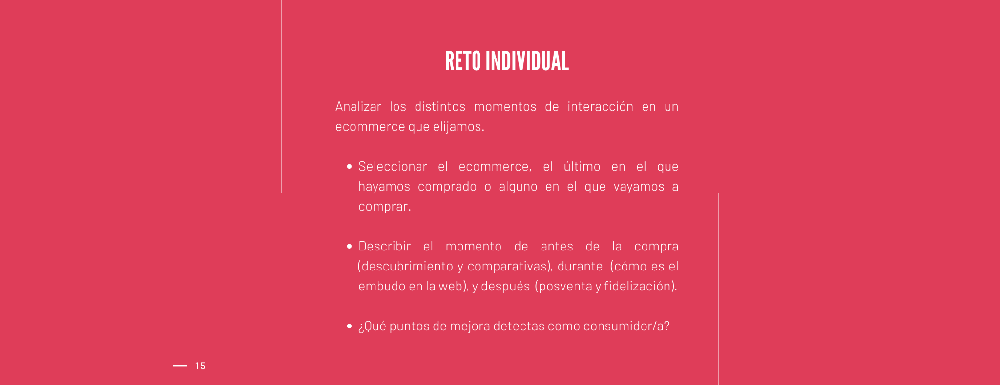 RETO INDIVIDUAL
Analizar los distintos momentos de interacción en un
ecommerce que elijamos.
• Seleccionar el ecommerce, el último en el que
hayamos comprado o alguno en el que vayamos a
comprar.
• Describir el momento de antes de la compra
(descubrimiento y comparativas), durante (cómo es el
embudo en la web), y después (posventa y fidelización).
• ¿Qué puntos de mejora detectas como consumidor/a?
15